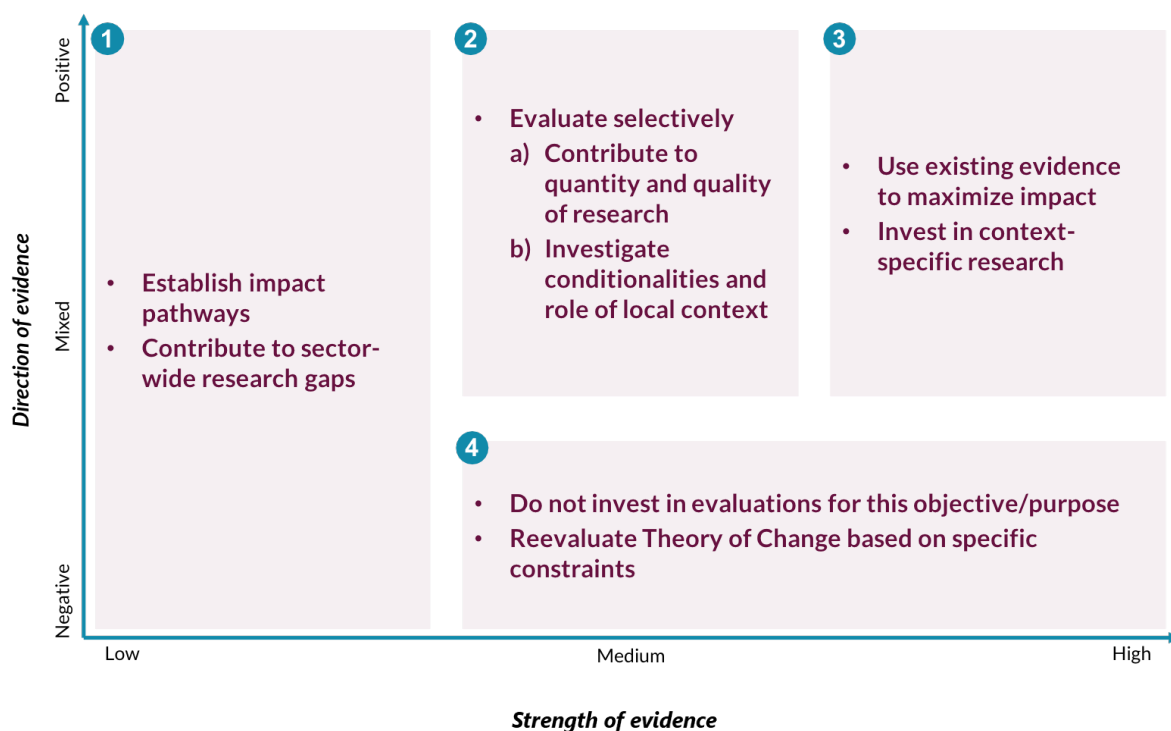 Direction of evidence
Positive
Mixed
Negative
1
• Establish impact
pathways
• Contribute to sector-
wide research gaps
2
• Evaluate selectively
a) Contribute to
quantity and quality
of research
b) Investigate
conditionalities and
role of local context
3
• Use existing evidence
to maximize impact
• Invest in context-
specific research
4
• Do not invest in evaluations for this objective/purpose
• Reevaluate Theory of Change based on specific
constraints
Low
Medium
High
Strength of evidence